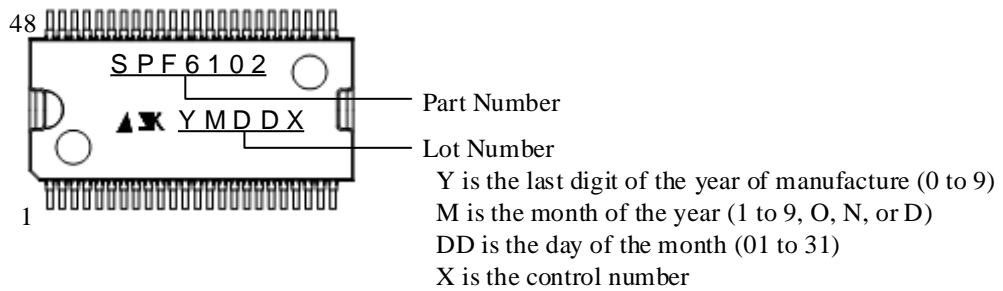 48
SPF6102
Part Number
YMDDX
Lot Number
Y is the last digit of the year of manufacture (0 to 9)
M is the month of the year (1 to 9, O, N, or D)
1
DD is the day of the month (01 to 31)
X is the control number